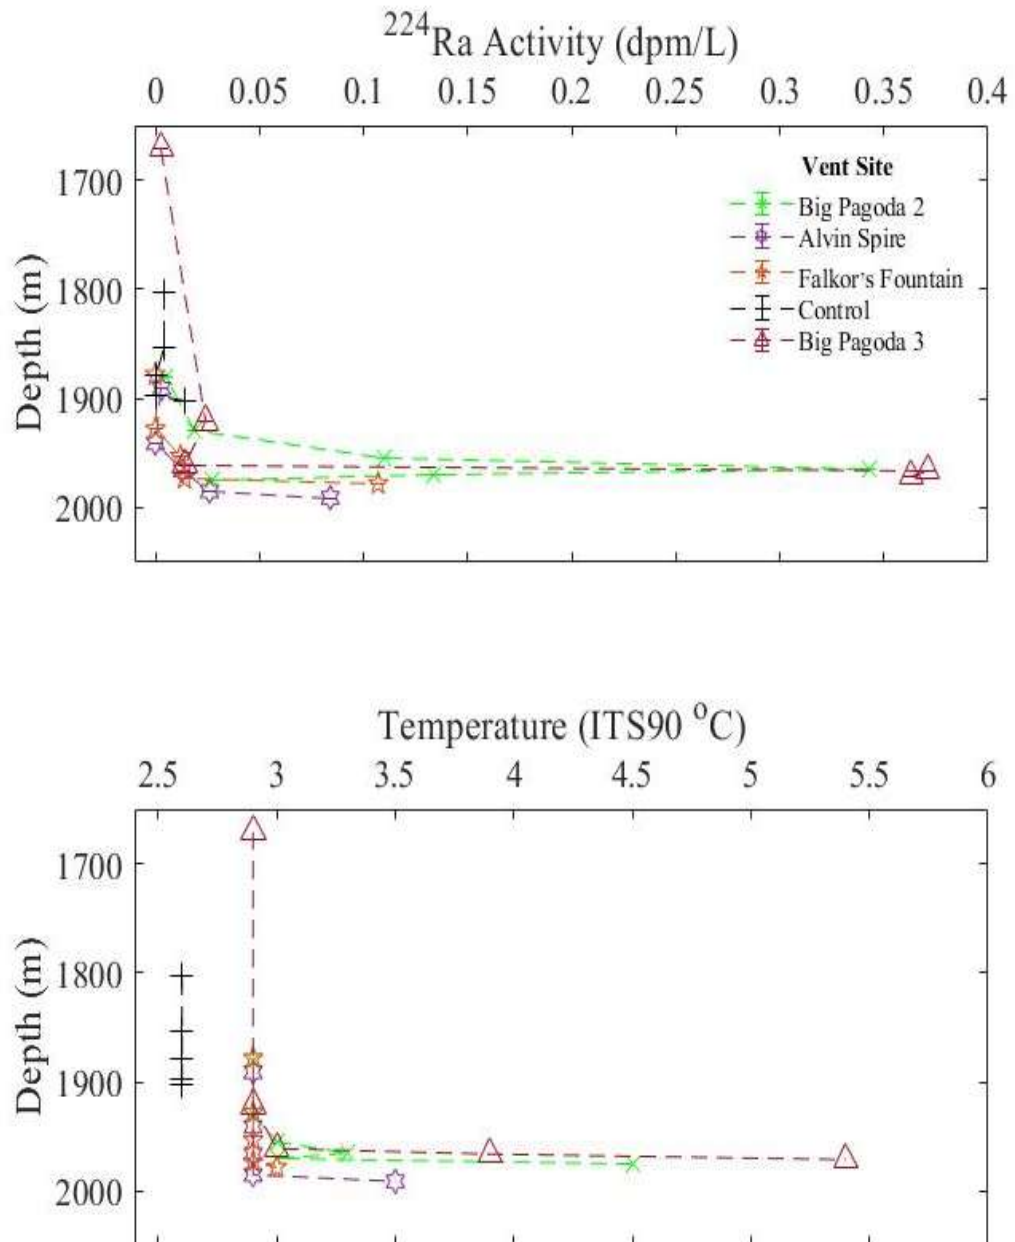 224Ra Activity (dpm/L)
0 0.05 0.1 0.15 0.2 0.25 0.3 0.35 0.4
Vent Site
Big Pagoda 2
Alvin Spire
Falkor's Fountain
Control
Big Pagoda 3
1700
1800
1900
2000
Depth (m)
Temperature (ITS90 °C)
2.5 3 3.5 4 4.5 5 5.5 6
1700
1800
1900
2000
Depth (m)